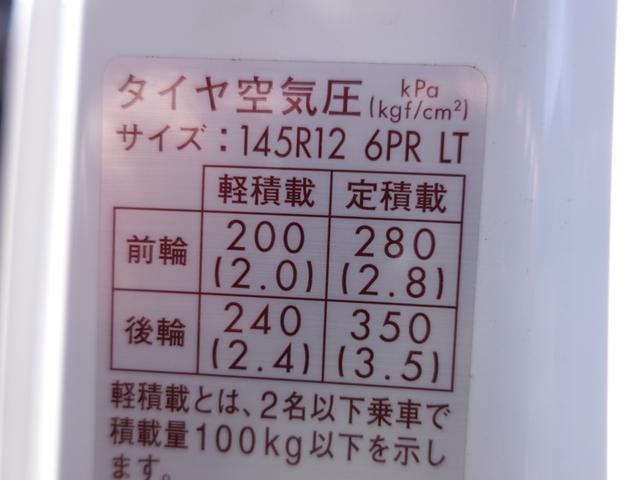 タイヤ空気圧 kPa (kgf/cm²)
サイズ：145R12 6PR LT
軽積載 定積載
前輪 200 (2.0) 280 (2.8)
後輪 240 (2.4) 350 (3.5)
軽積載とは、2名以下乗車で
積載量100kg以下を示し
ます。